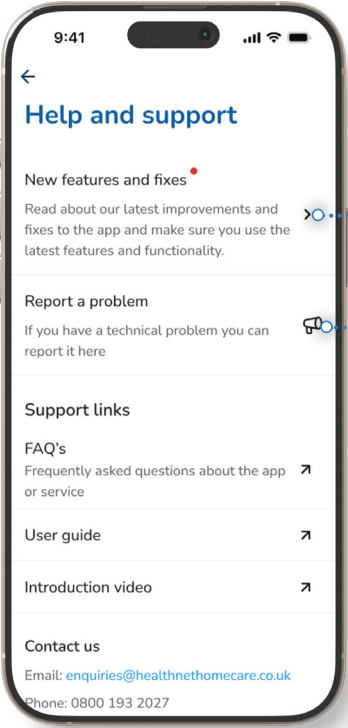 9:41
Help and support
New features and fixes
Read about our latest improvements and
fixes to the app and make sure you use the
latest features and functionality.
Report a problem
If you have a technical problem you can
report it here
Support links
FAQ’s
Frequently asked questions about the app
or service
User guide
Introduction video
Contact us
Email: enquiries@healthnethomecare.co.uk
Phone: 0800 193 2027